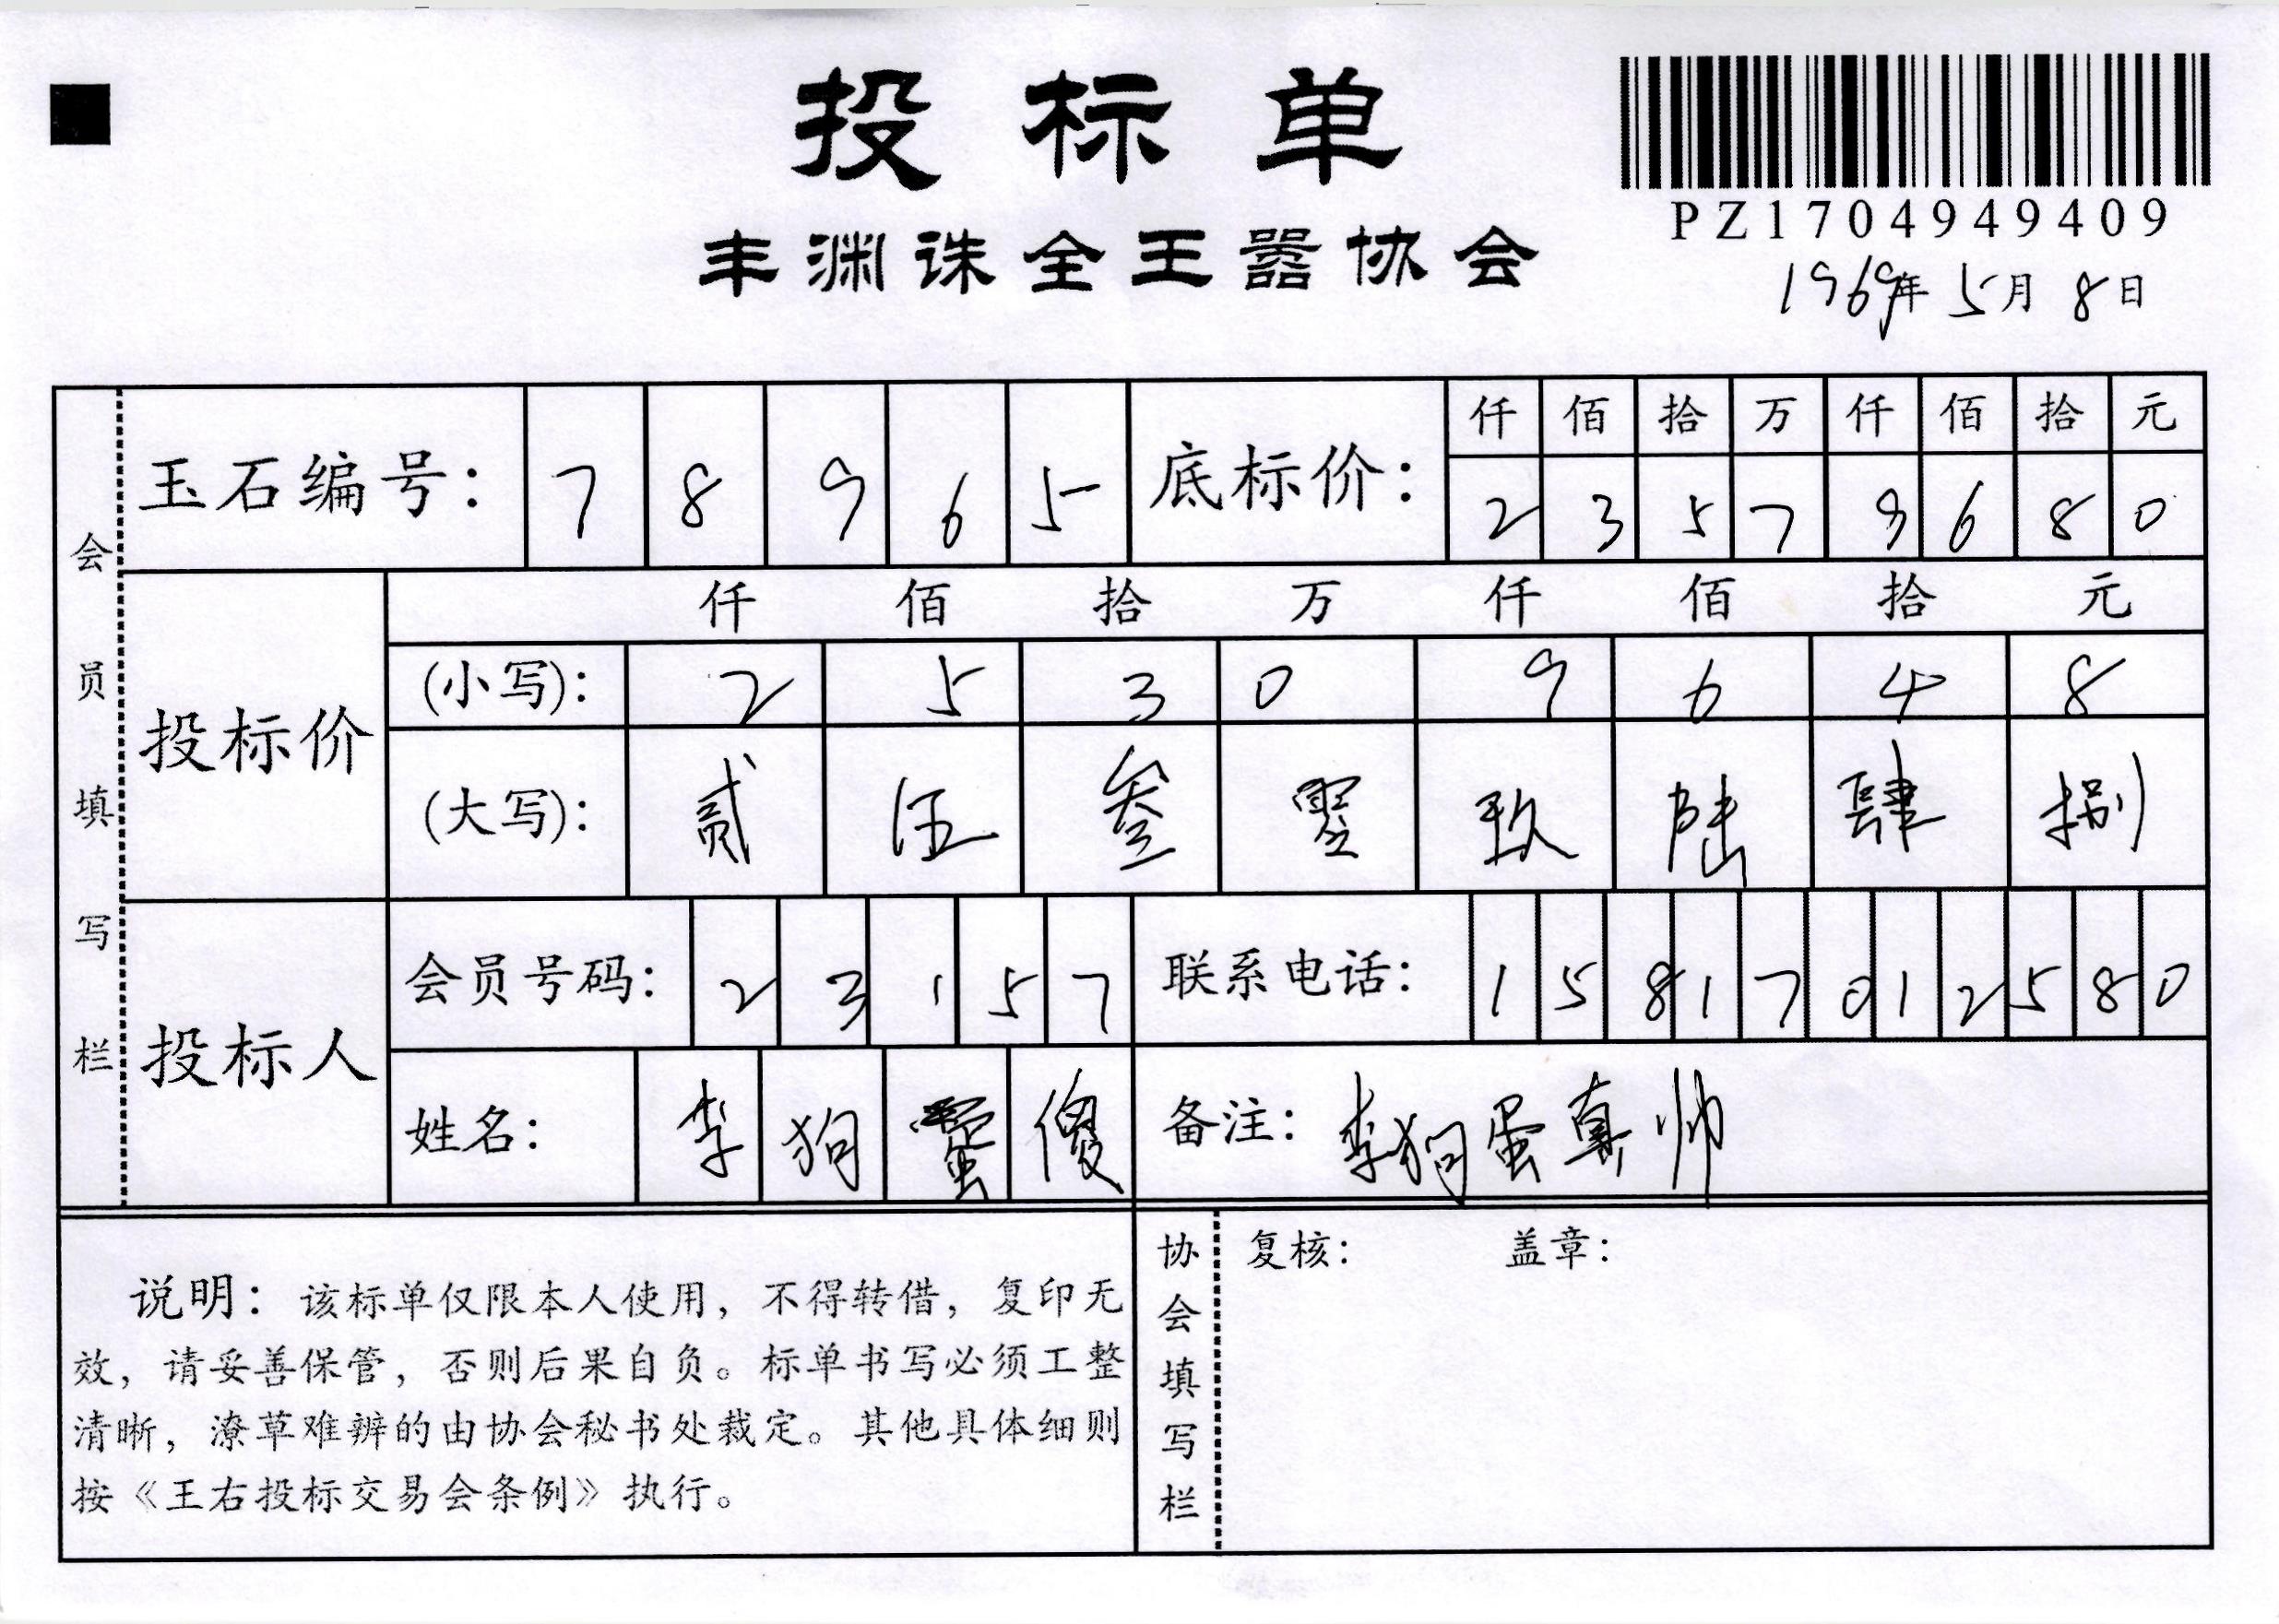 投标单
PZ1704949409
丰渊诛全王嚣协会
1969年5月8日
会员填写栏
玉石编号： 7 8 9 6 5
底标价： 仟 佰 拾 万 仟 佰 拾 元
2 3 5 7 9 6 8 0
投标价
仟 佰 拾 万 仟 佰 拾 元
(小写)： 2 5 3 0 9 6 4 8
(大写)： 贰 伍 叁 零 玖 陆 肆 捌
投标人
会员号码： 2 3 1 5 7
联系电话： 1 5 8 1 7 0 1 2 5 8 0
姓名： 李 狗 蛋 傻
备注： 李狗蛋真帅
说明：该标单仅限本人使用，不得转借，复印无
效，请妥善保管，否则后果自负。标单书写必须工整
清晰，潦草难辨的由协会秘书处裁定。其他具体细则
按《王右投标交易会条例》执行。
协会填写栏
复核： 盖章：